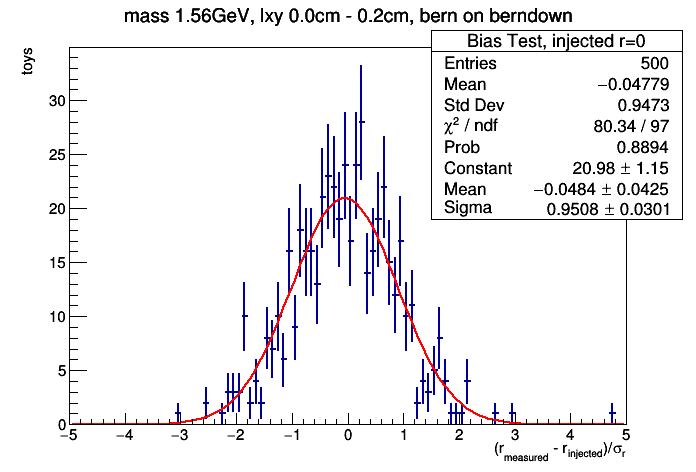 mass 1.56GeV, lxy 0.0cm - 0.2cm, bern on berndown
Bias Test, injected r=0
Entries 500
Mean −0.04779
Std Dev 0.9473
χ² / ndf 80.34 / 97
Prob 0.8894
Constant 20.98 ± 1.15
Mean −0.0484 ± 0.0425
Sigma 0.9508 ± 0.0301
toys
30
25
20
15
10
5
0
−5 −4 −3 −2 −1 0 1 2 3 4 5
(r_measured - r_injected)/σ_r